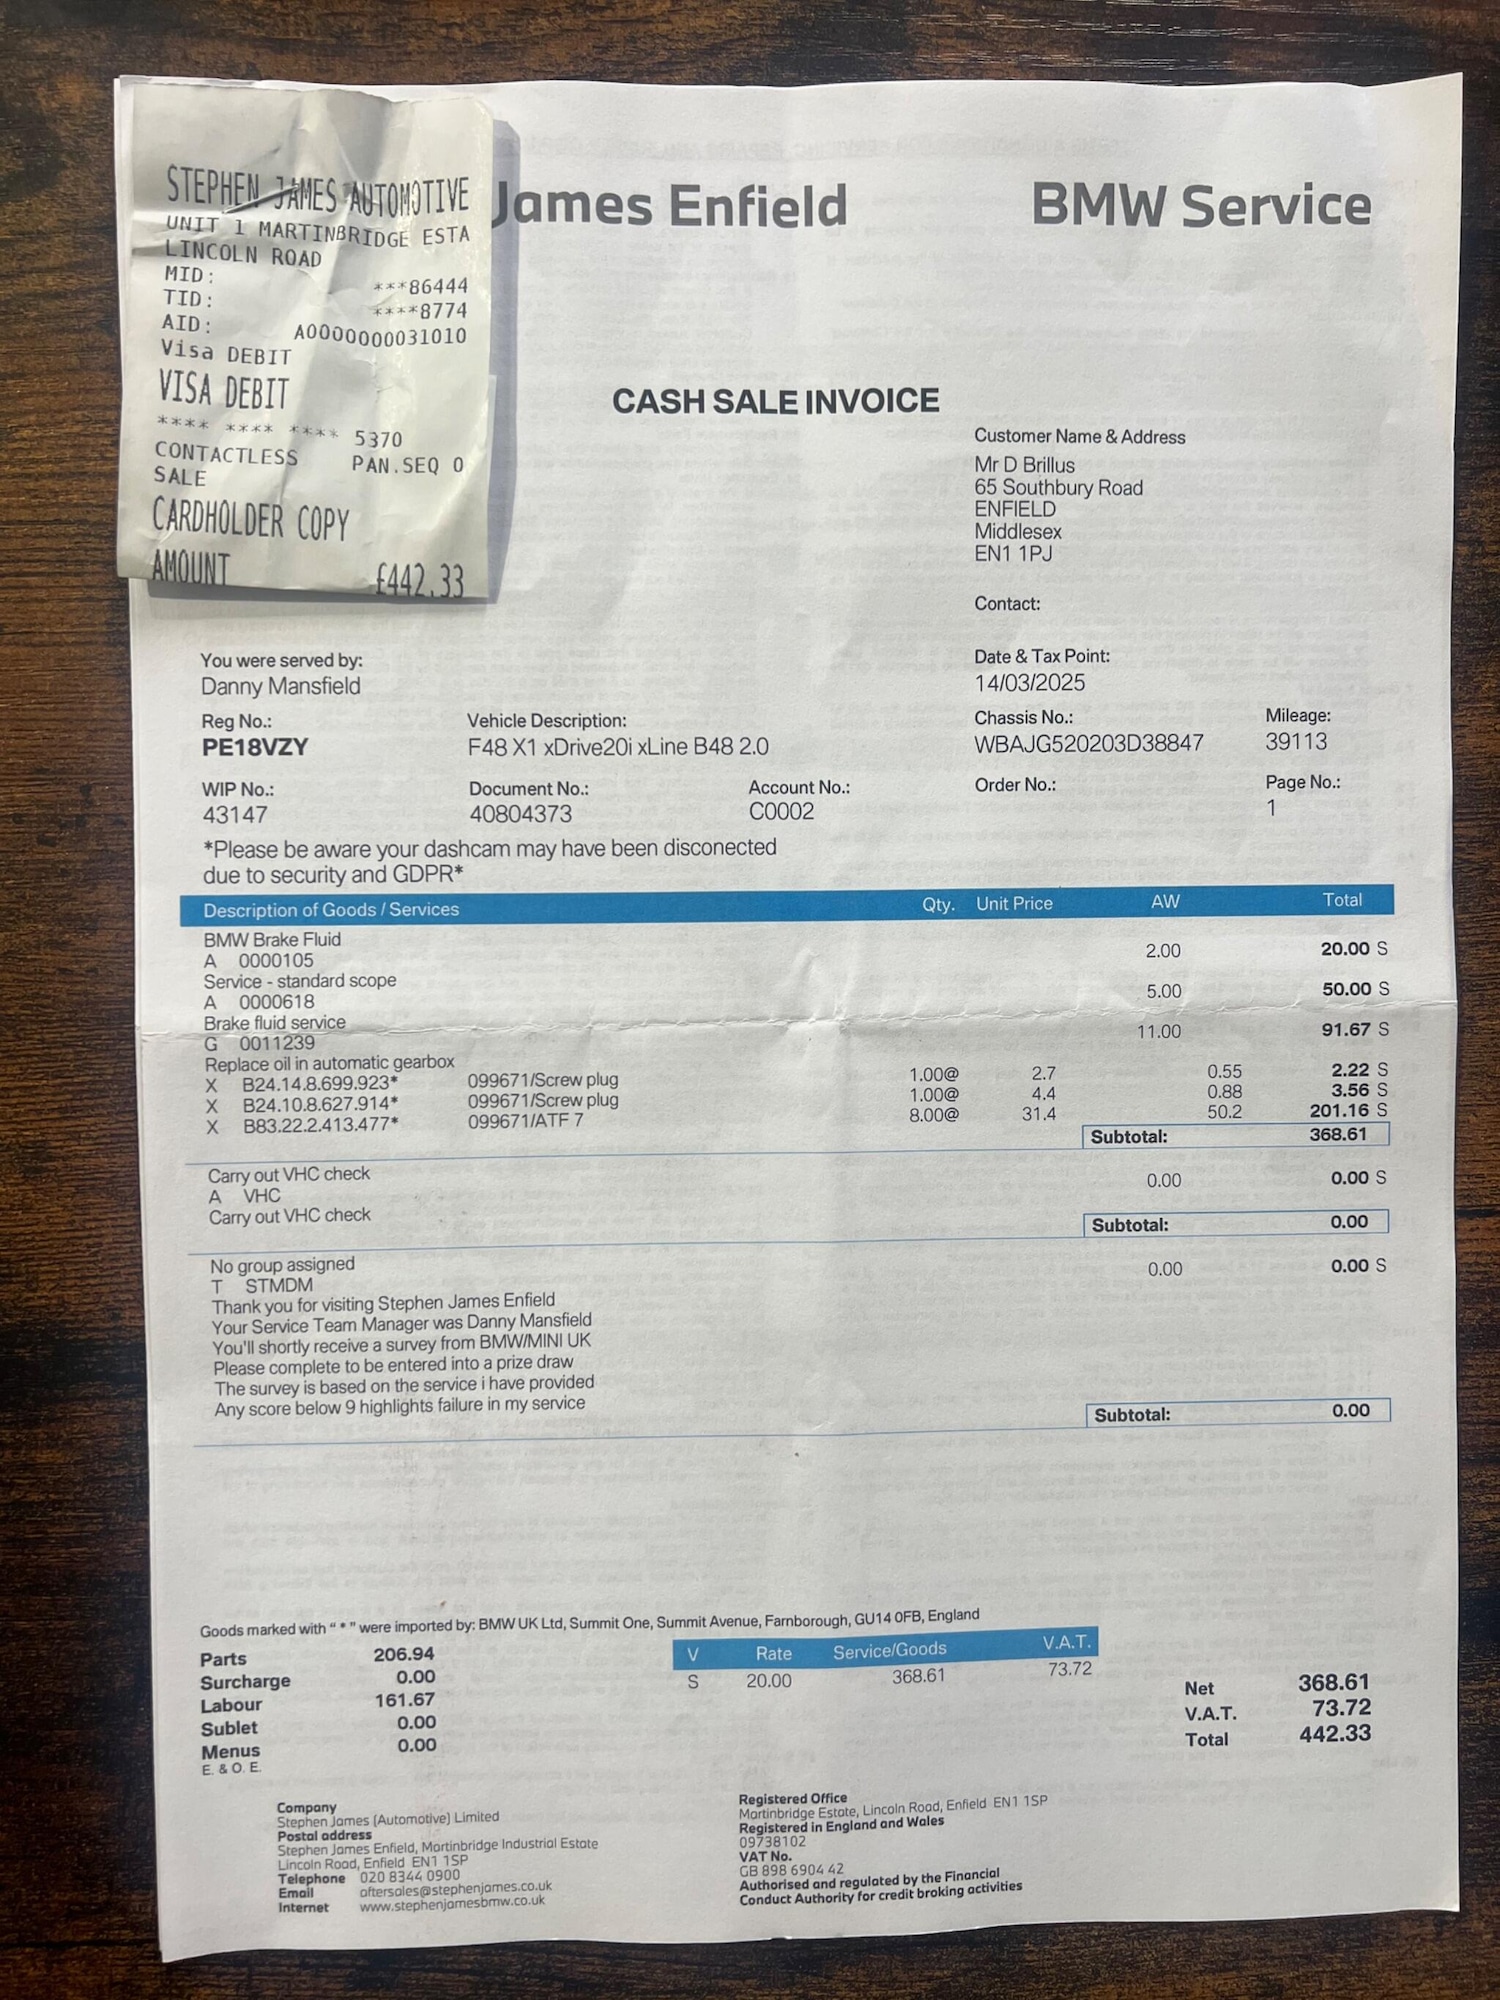 STEPHEN JAMES AUTOMOTIVE
UNIT 1 MARTINBRIDGE ESTA
LINCOLN ROAD
MID: ***86444
TID: ****8774
AID: A0000000031010
Visa DEBIT
VISA DEBIT
**** **** **** 5370
CONTACTLESS PAN.SEQ 0
SALE
CARDHOLDER COPY
AMOUNT £442.33
James Enfield BMW Service
CASH SALE INVOICE
Customer Name & Address
Mr D Brillus
65 Southbury Road
ENFIELD
Middlesex
EN1 1PJ
Contact:
You were served by: Date & Tax Point:
Danny Mansfield 14/03/2025
Reg No.: Vehicle Description: Chassis No.: Mileage:
PE18VZY F48 X1 xDrive20i xLine B48 2.0 WBAJG520203D38847 39113
WIP No.: Document No.: Account No.: Order No.: Page No.:
43147 40804373 C0002 1
*Please be aware your dashcam may have been disconected
due to security and GDPR*
Description of Goods / Services Qty. Unit Price AW Total
BMW Brake Fluid
A 0000105 2.00 20.00 S
Service - standard scope
A 0000618 5.00 50.00 S
Brake fluid service
G 0011239 11.00 91.67 S
Replace oil in automatic gearbox
X B24.14.8.699.923* 099671/Screw plug 1.00@ 2.7 0.55 2.22 S
X B24.10.8.627.914* 099671/Screw plug 1.00@ 4.4 0.88 3.56 S
X B83.22.2.413.477* 099671/ATF 7 8.00@ 31.4 50.2 201.16 S
Subtotal: 368.61
Carry out VHC check
A VHC 0.00 0.00 S
Carry out VHC check
Subtotal: 0.00
No group assigned
T STMDM 0.00 0.00 S
Thank you for visiting Stephen James Enfield
Your Service Team Manager was Danny Mansfield
You'll shortly receive a survey from BMW/MINI UK
Please complete to be entered into a prize draw
The survey is based on the service i have provided
Any score below 9 highlights failure in my service
Subtotal: 0.00
Goods marked with " * " were imported by: BMW UK Ltd, Summit One, Summit Avenue, Farnborough, GU14 0FB, England
Parts 206.94
Surcharge 0.00
Labour 161.67
Sublet 0.00
Menus 0.00
E. & O. E.
V Rate Service/Goods V.A.T.
S 20.00 368.61 73.72
Net 368.61
V.A.T. 73.72
Total 442.33
Company
Stephen James (Automotive) Limited
Postal address
Stephen James Enfield, Martinbridge Industrial Estate
Lincoln Road, Enfield EN1 1SP
Telephone 020 8344 0900
Email aftersales@stephenjames.co.uk
Internet www.stephenjamesbmw.co.uk
Registered Office
Martinbridge Estate, Lincoln Road, Enfield EN1 1SP
Registered in England and Wales
09738102
VAT No.
GB 898 6904 42
Authorised and regulated by the Financial
Conduct Authority for credit broking activities